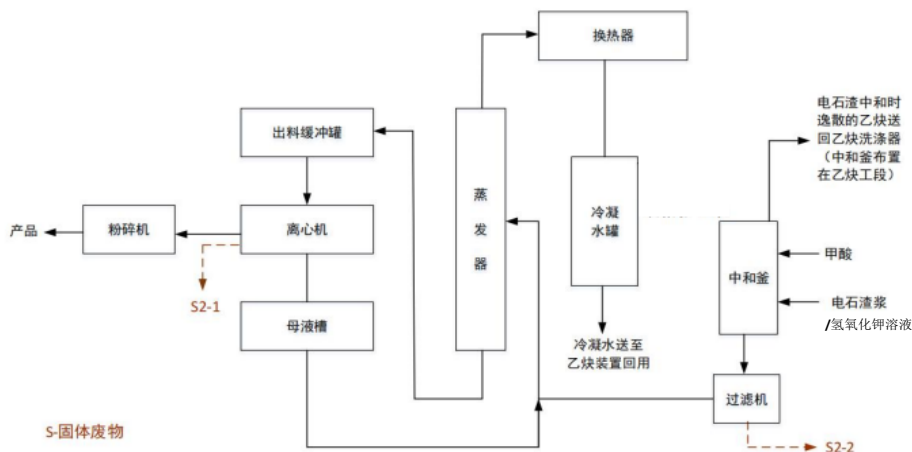 换热器
电石渣中和时
逸散的乙炔送
回乙炔洗涤器
（中和釜布置
在乙炔工段）
出料缓冲罐
蒸
发
器
冷凝
水罐
产品
粉碎机
离心机
中和釜
甲酸
S2-1
电石渣浆
/氢氧化钾溶液
母液槽
冷凝水送至
乙炔装置回用
过滤机
S-固体废物
S2-2